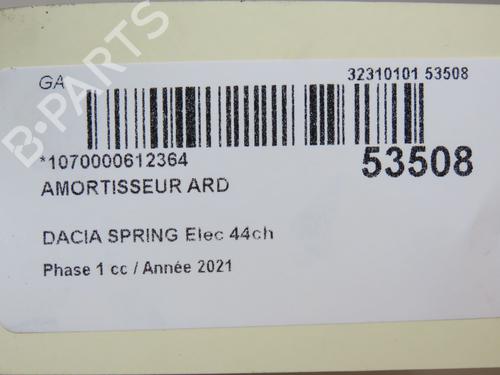 B-PARTS
GA
32310101 53508
*1070000612364
53508
AMORTISSEUR ARD
DACIA SPRING Elec 44ch
Phase 1 cc / Année 2021